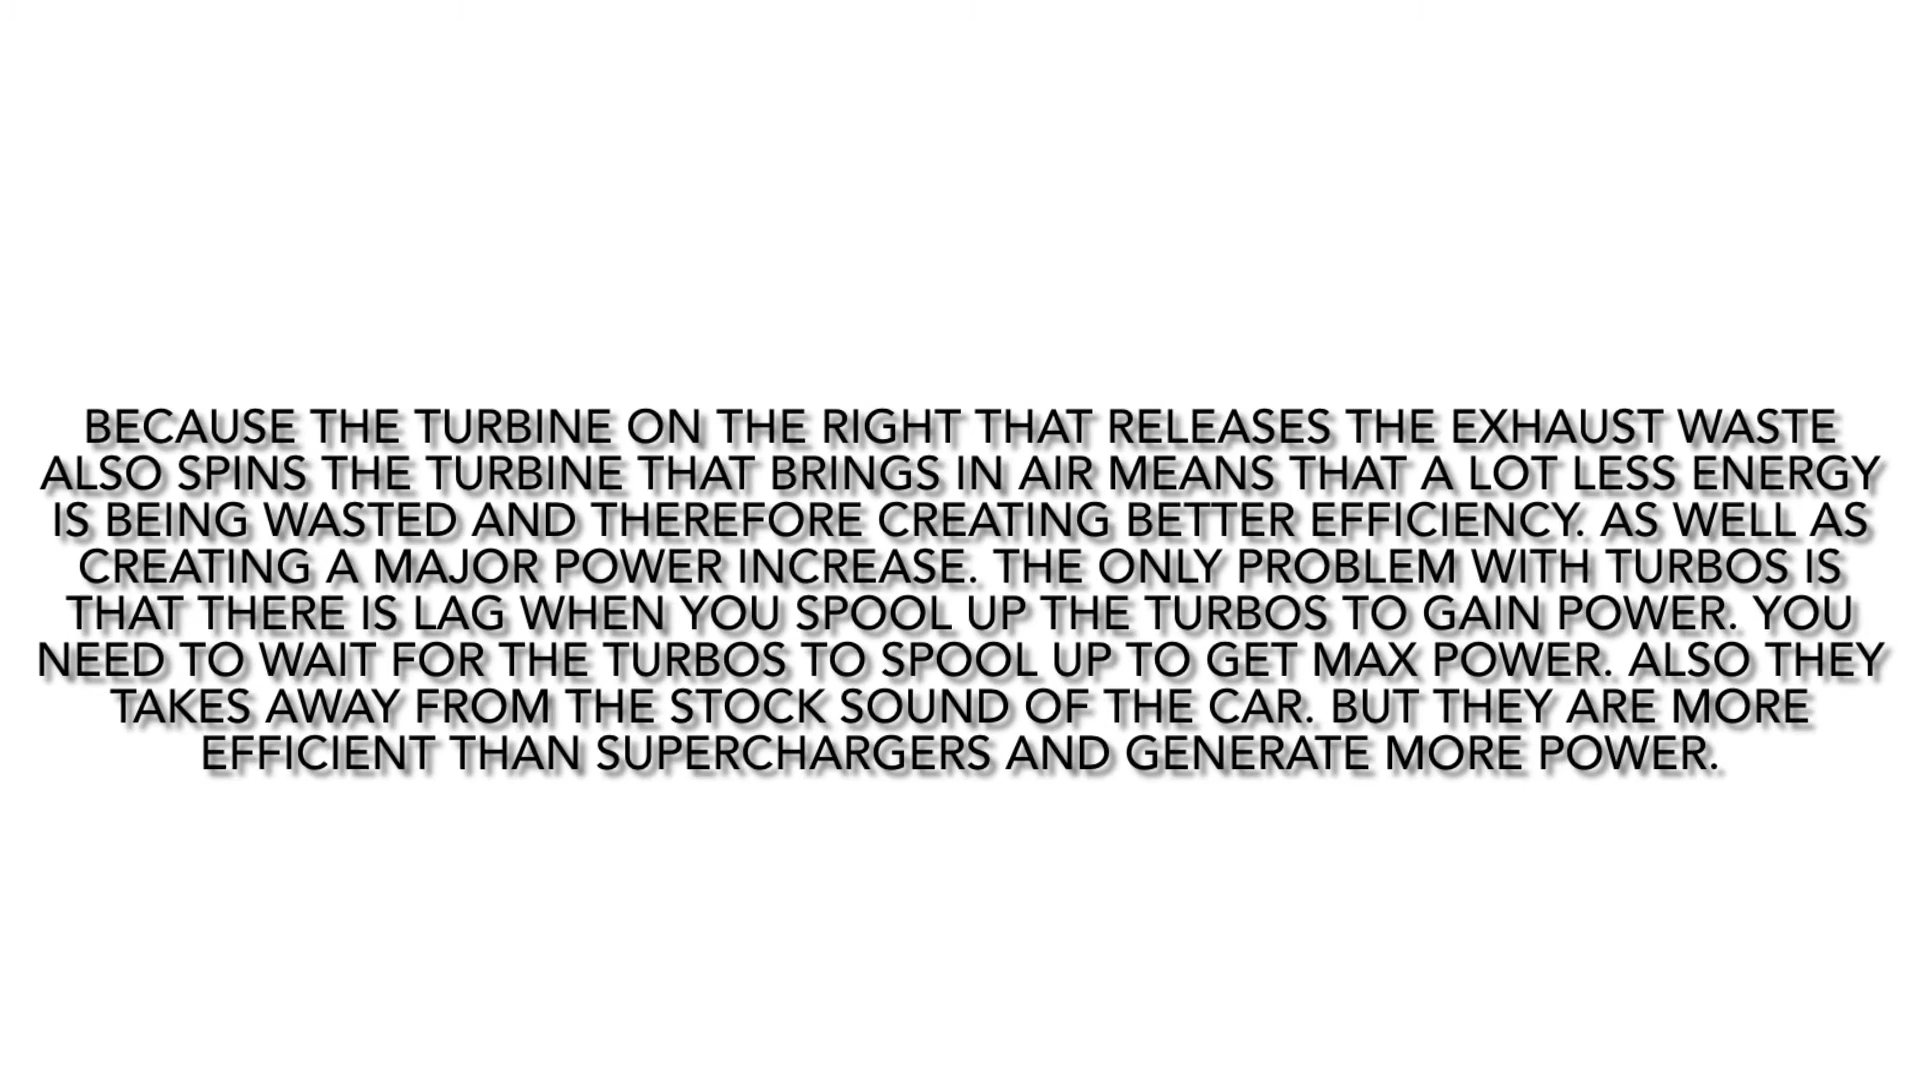 BECAUSE THE TURBINE ON THE RIGHT THAT RELEASES THE EXHAUST WASTE
ALSO SPINS THE TURBINE THAT BRINGS IN AIR MEANS THAT A LOT LESS ENERGY
IS BEING WASTED AND THEREFORE CREATING BETTER EFFICIENCY. AS WELL AS
CREATING A MAJOR POWER INCREASE. THE ONLY PROBLEM WITH TURBOS IS
THAT THERE IS LAG WHEN YOU SPOOL UP THE TURBOS TO GAIN POWER. YOU
NEED TO WAIT FOR THE TURBOS TO SPOOL UP TO GET MAX POWER. ALSO THEY
TAKES AWAY FROM THE STOCK SOUND OF THE CAR. BUT THEY ARE MORE
EFFICIENT THAN SUPERCHARGERS AND GENERATE MORE POWER.